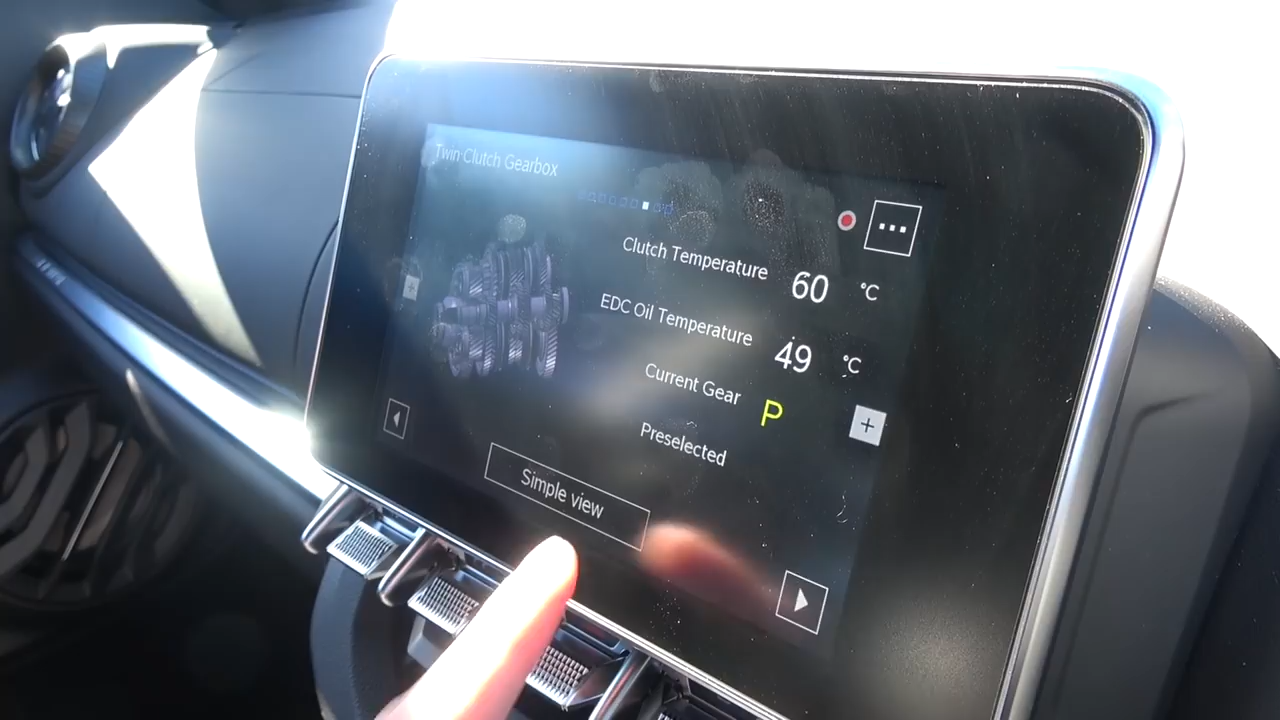 Twin Clutch Gearbox
...
Clutch Temperature 60 °C
EDC Oil Temperature 49 °C
Current Gear P
Preselected
Simple view